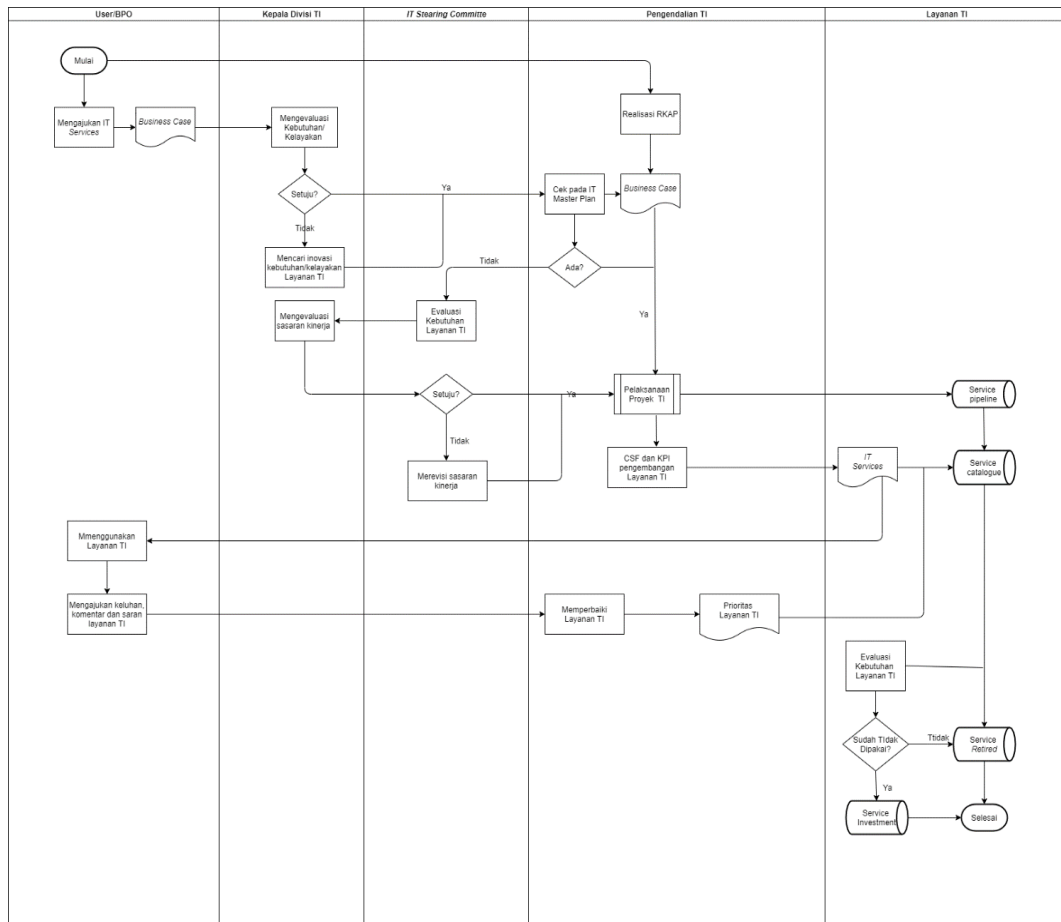 User/BPO
Kepala Divisi TI
IT Stearing Committe
Pengendalian TI
Layanan TI
Mulai
Mengajukan IT
Services
Business Case
Mengevaluasi
Kebutuhan/
Kelayakan
Realisasi RKAP
Setuju?
Ya
Cek pada IT
Master Plan
Business Case
Tidak
Mencari inovasi
kebutuhan/kelayakan
Layanan TI
Tidak
Ada?
Mengevaluasi
sasaran kinerja
Evaluasi
Kebutuhan
Layanan TI
Ya
Setuju?
Ya
Pelaksanaan
Proyek TI
Service
pipeline
Tidak
Merevisi sasaran
kinerja
CSF dan KPI
pengembangan
Layanan TI
IT
Services
Service
catalogue
Mmenggunakan
Layanan TI
Mengajukan keluhan,
komentar dan saran
layanan TI
Memperbaiki
Layanan TI
Prioritas
Layanan TI
Evaluasi
Kebutuhan
Layanan TI
Sudah TIdak
Dipakai?
Ttidak
Service
Retired
Ya
Service
Investment
Selesai